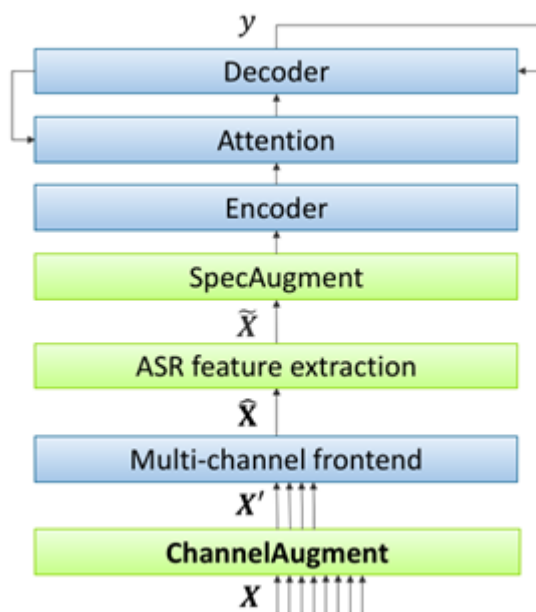 y
Decoder
Attention
Encoder
SpecAugment
X̃
ASR feature extraction
X̂
Multi-channel frontend
X′
ChannelAugment
X